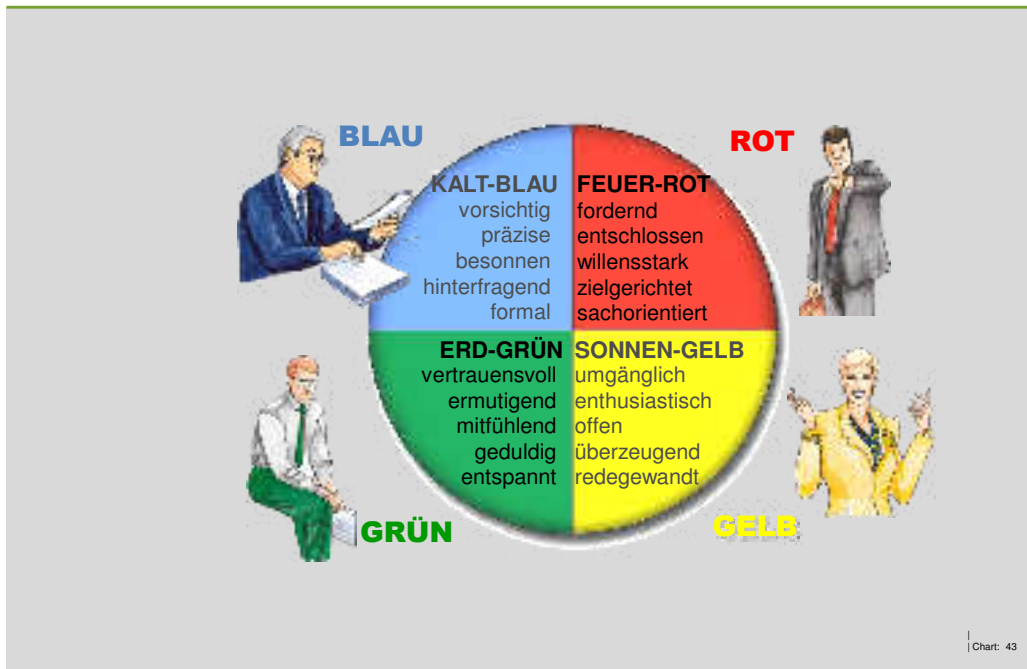 BLAU
ROT
KALT-BLAU
vorsichtig
präzise
besonnen
hinterfragend
formal
FEUER-ROT
fordernd
entschlossen
willensstark
zielgerichtet
sachorientiert
ERD-GRÜN
vertrauensvoll
ermutigend
mitfühlend
geduldig
entspannt
SONNEN-GELB
umgänglich
enthusiastisch
offen
überzeugend
redegewandt
GRÜN
GELB
|
| Chart: 43